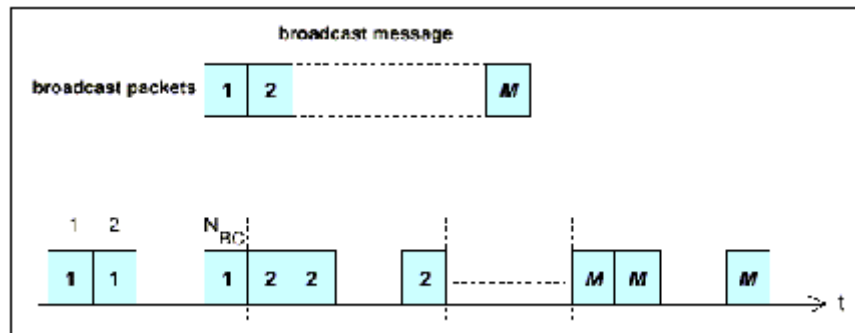 broadcast message
broadcast packets 1 2 M
1 2 N BC
1 1 1 2 2 2 M M M
t